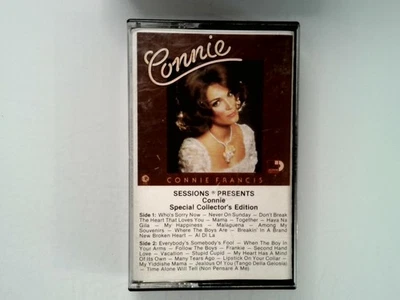 Connie
CONNIE FRANCIS
SESSIONS® PRESENTS
Connie
Special Collector's Edition
Side 1: Who's Sorry Now — Never On Sunday — Don't Break
The Heart That Loves You — Mama — Together — Hava Na
Gila — My Happiness — Malaguena — Among My
Souvenirs — Where The Boys Are — Breakin' In A Brand
New Broken Heart — Al Di La
Side 2: Everybody's Somebody's Fool — When The Boy In
Your Arms — Follow The Boys — Frankie — Second Hand
Love — Vacation — Stupid Cupid — My Heart Has A Mind
Of Its Own — Many Tears Ago — Lipstick On Your Collar —
My Yiddishe Mama — Jealous Of You (Tango Della Gelosia)
— Time Alone Will Tell (Non Pensare A Me)